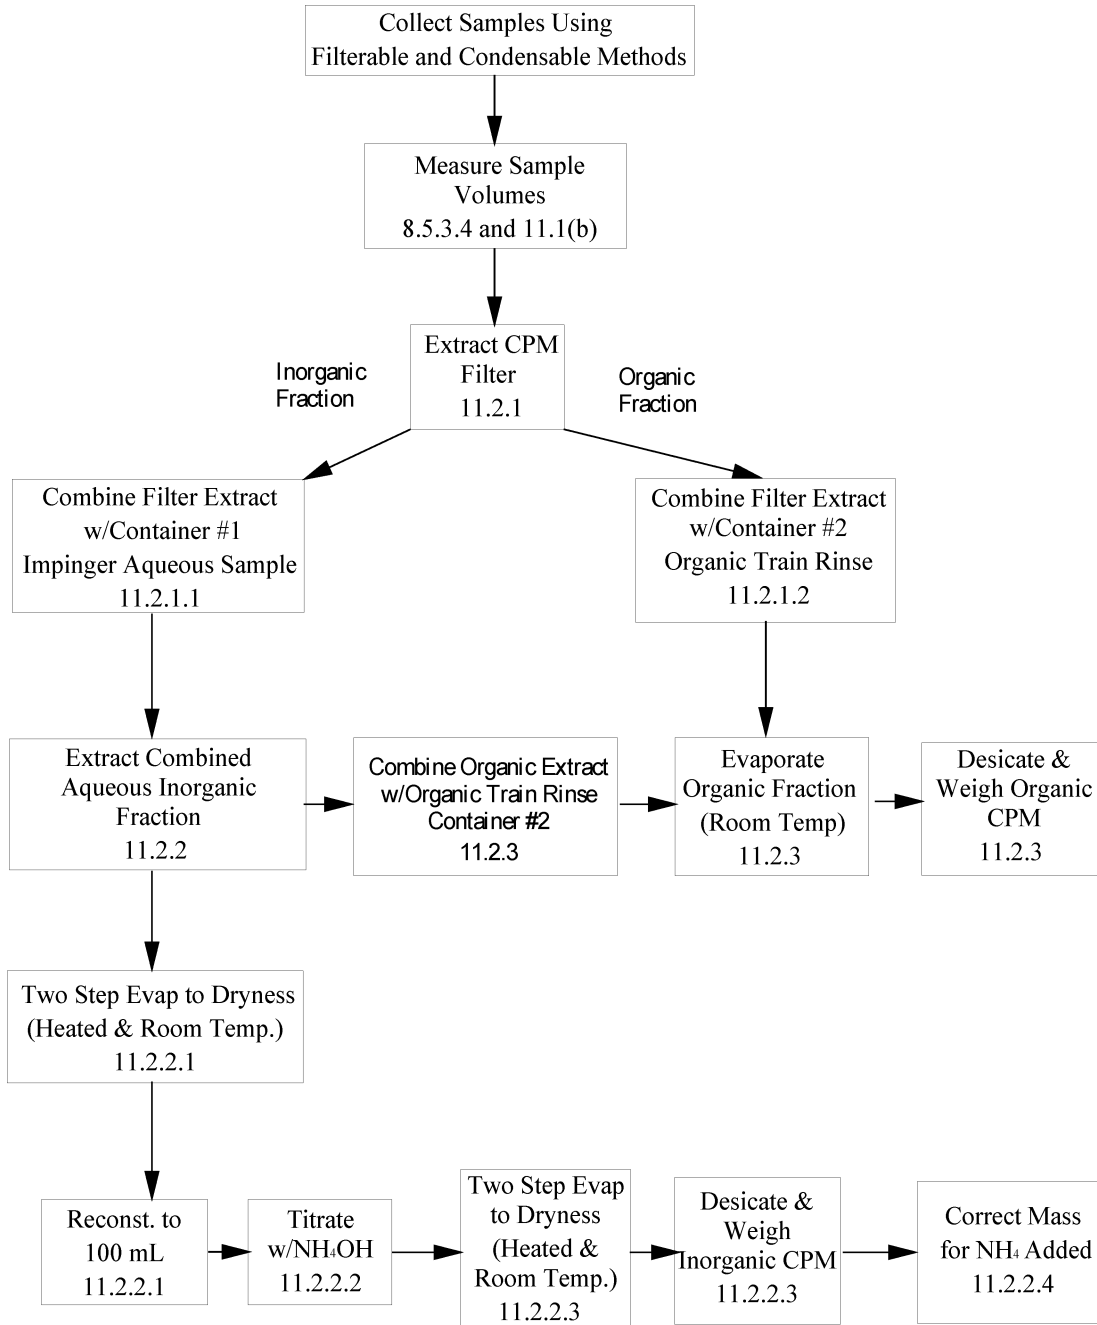 Collect Samples Using
Filterable and Condensable Methods
Measure Sample
Volumes
8.5.3.4 and 11.1(b)
Extract CPM
Filter
11.2.1
Inorganic
Fraction
Organic
Fraction
Combine Filter Extract
w/Container #1
Impinger Aqueous Sample
11.2.1.1
Combine Filter Extract
w/Container #2
Organic Train Rinse
11.2.1.2
Extract Combined
Aqueous Inorganic
Fraction
11.2.2
Combine Organic Extract
w/Organic Train Rinse
Container #2
11.2.3
Evaporate
Organic Fraction
(Room Temp)
11.2.3
Desicate &
Weigh Organic
CPM
11.2.3
Two Step Evap to Dryness
(Heated & Room Temp.)
11.2.2.1
Reconst. to
100 mL
11.2.2.1
Titrate
w/NH4OH
11.2.2.2
Two Step Evap
to Dryness
(Heated &
Room Temp.)
11.2.2.3
Desicate &
Weigh
Inorganic CPM
11.2.2.3
Correct Mass
for NH4 Added
11.2.2.4